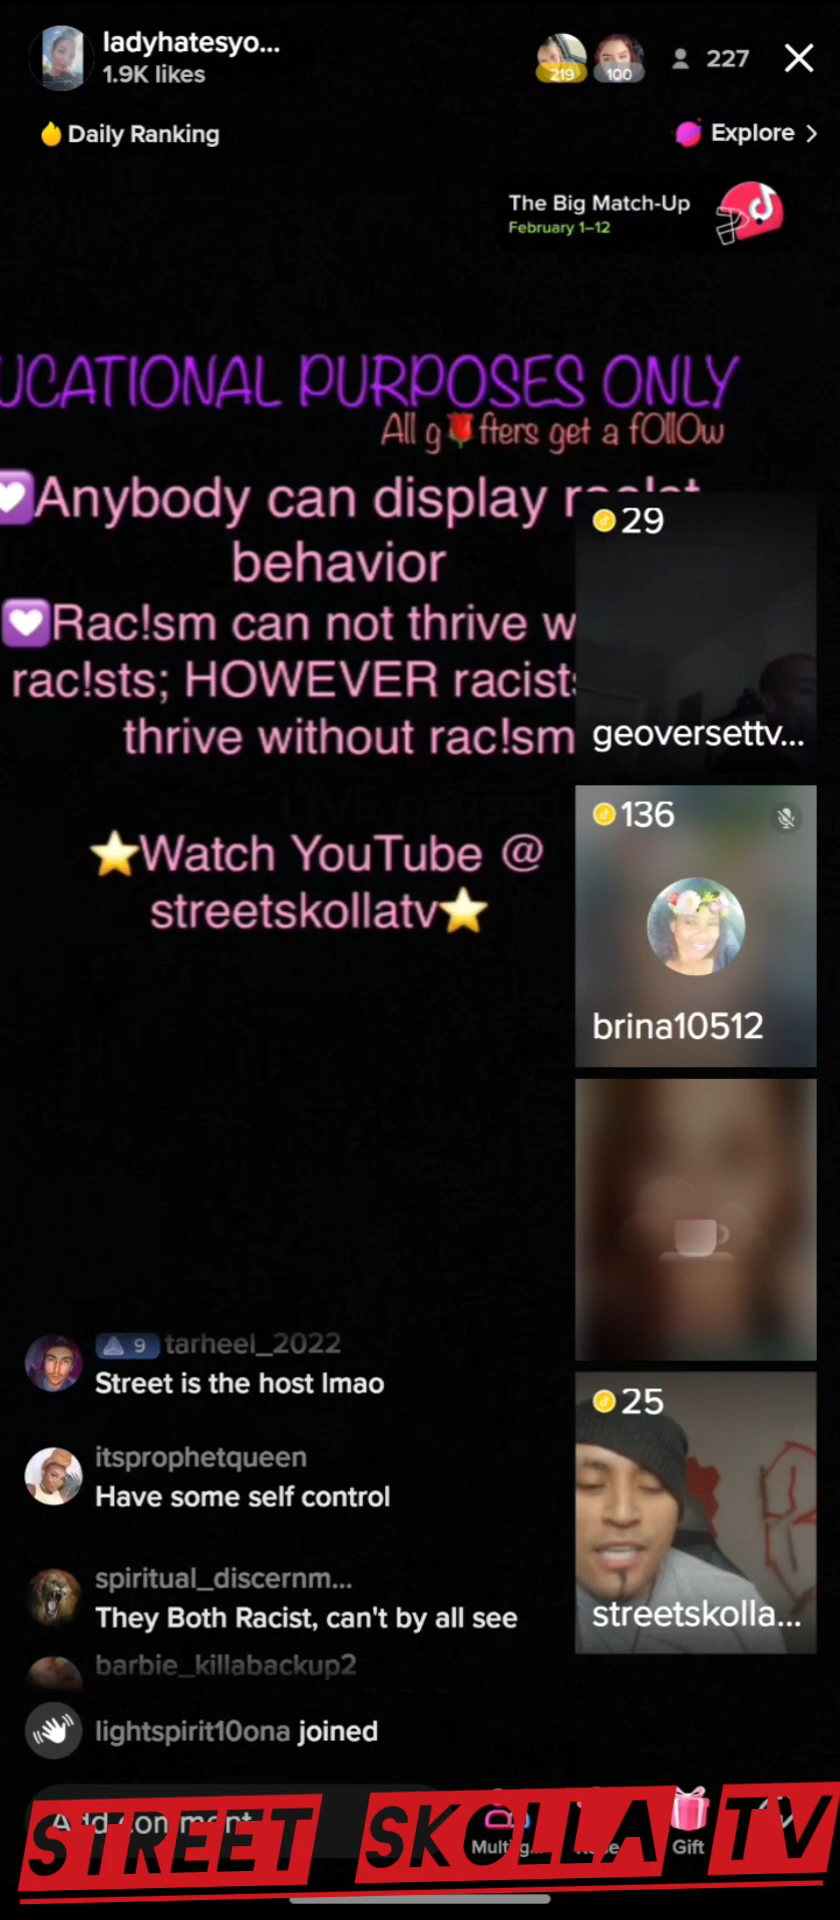 ladyhatesyo...
1.9K likes
219
100
227
Daily Ranking
Explore >
The Big Match-Up
February 1–12
UCATIONAL PURPOSES ONLY
All g🌹fters get a fOllOw
💟Anybody can display
behavior
💟Rac!sm can not thrive
rac!sts; HOWEVER
thrive without rac!sm
⭐Watch YouTube @
streetskollatv⭐
29
geoversettv...
136
brina10512
25
streetskolla...
9 tarheel_2022
Street is the host lmao
itsprophetqueen
Have some self control
spiritual_discernm...
They Both Racist, can't by all see
barbie_killabackup2
lightspirit10ona joined
Add comment
Gift
STREET SKOLLA TV